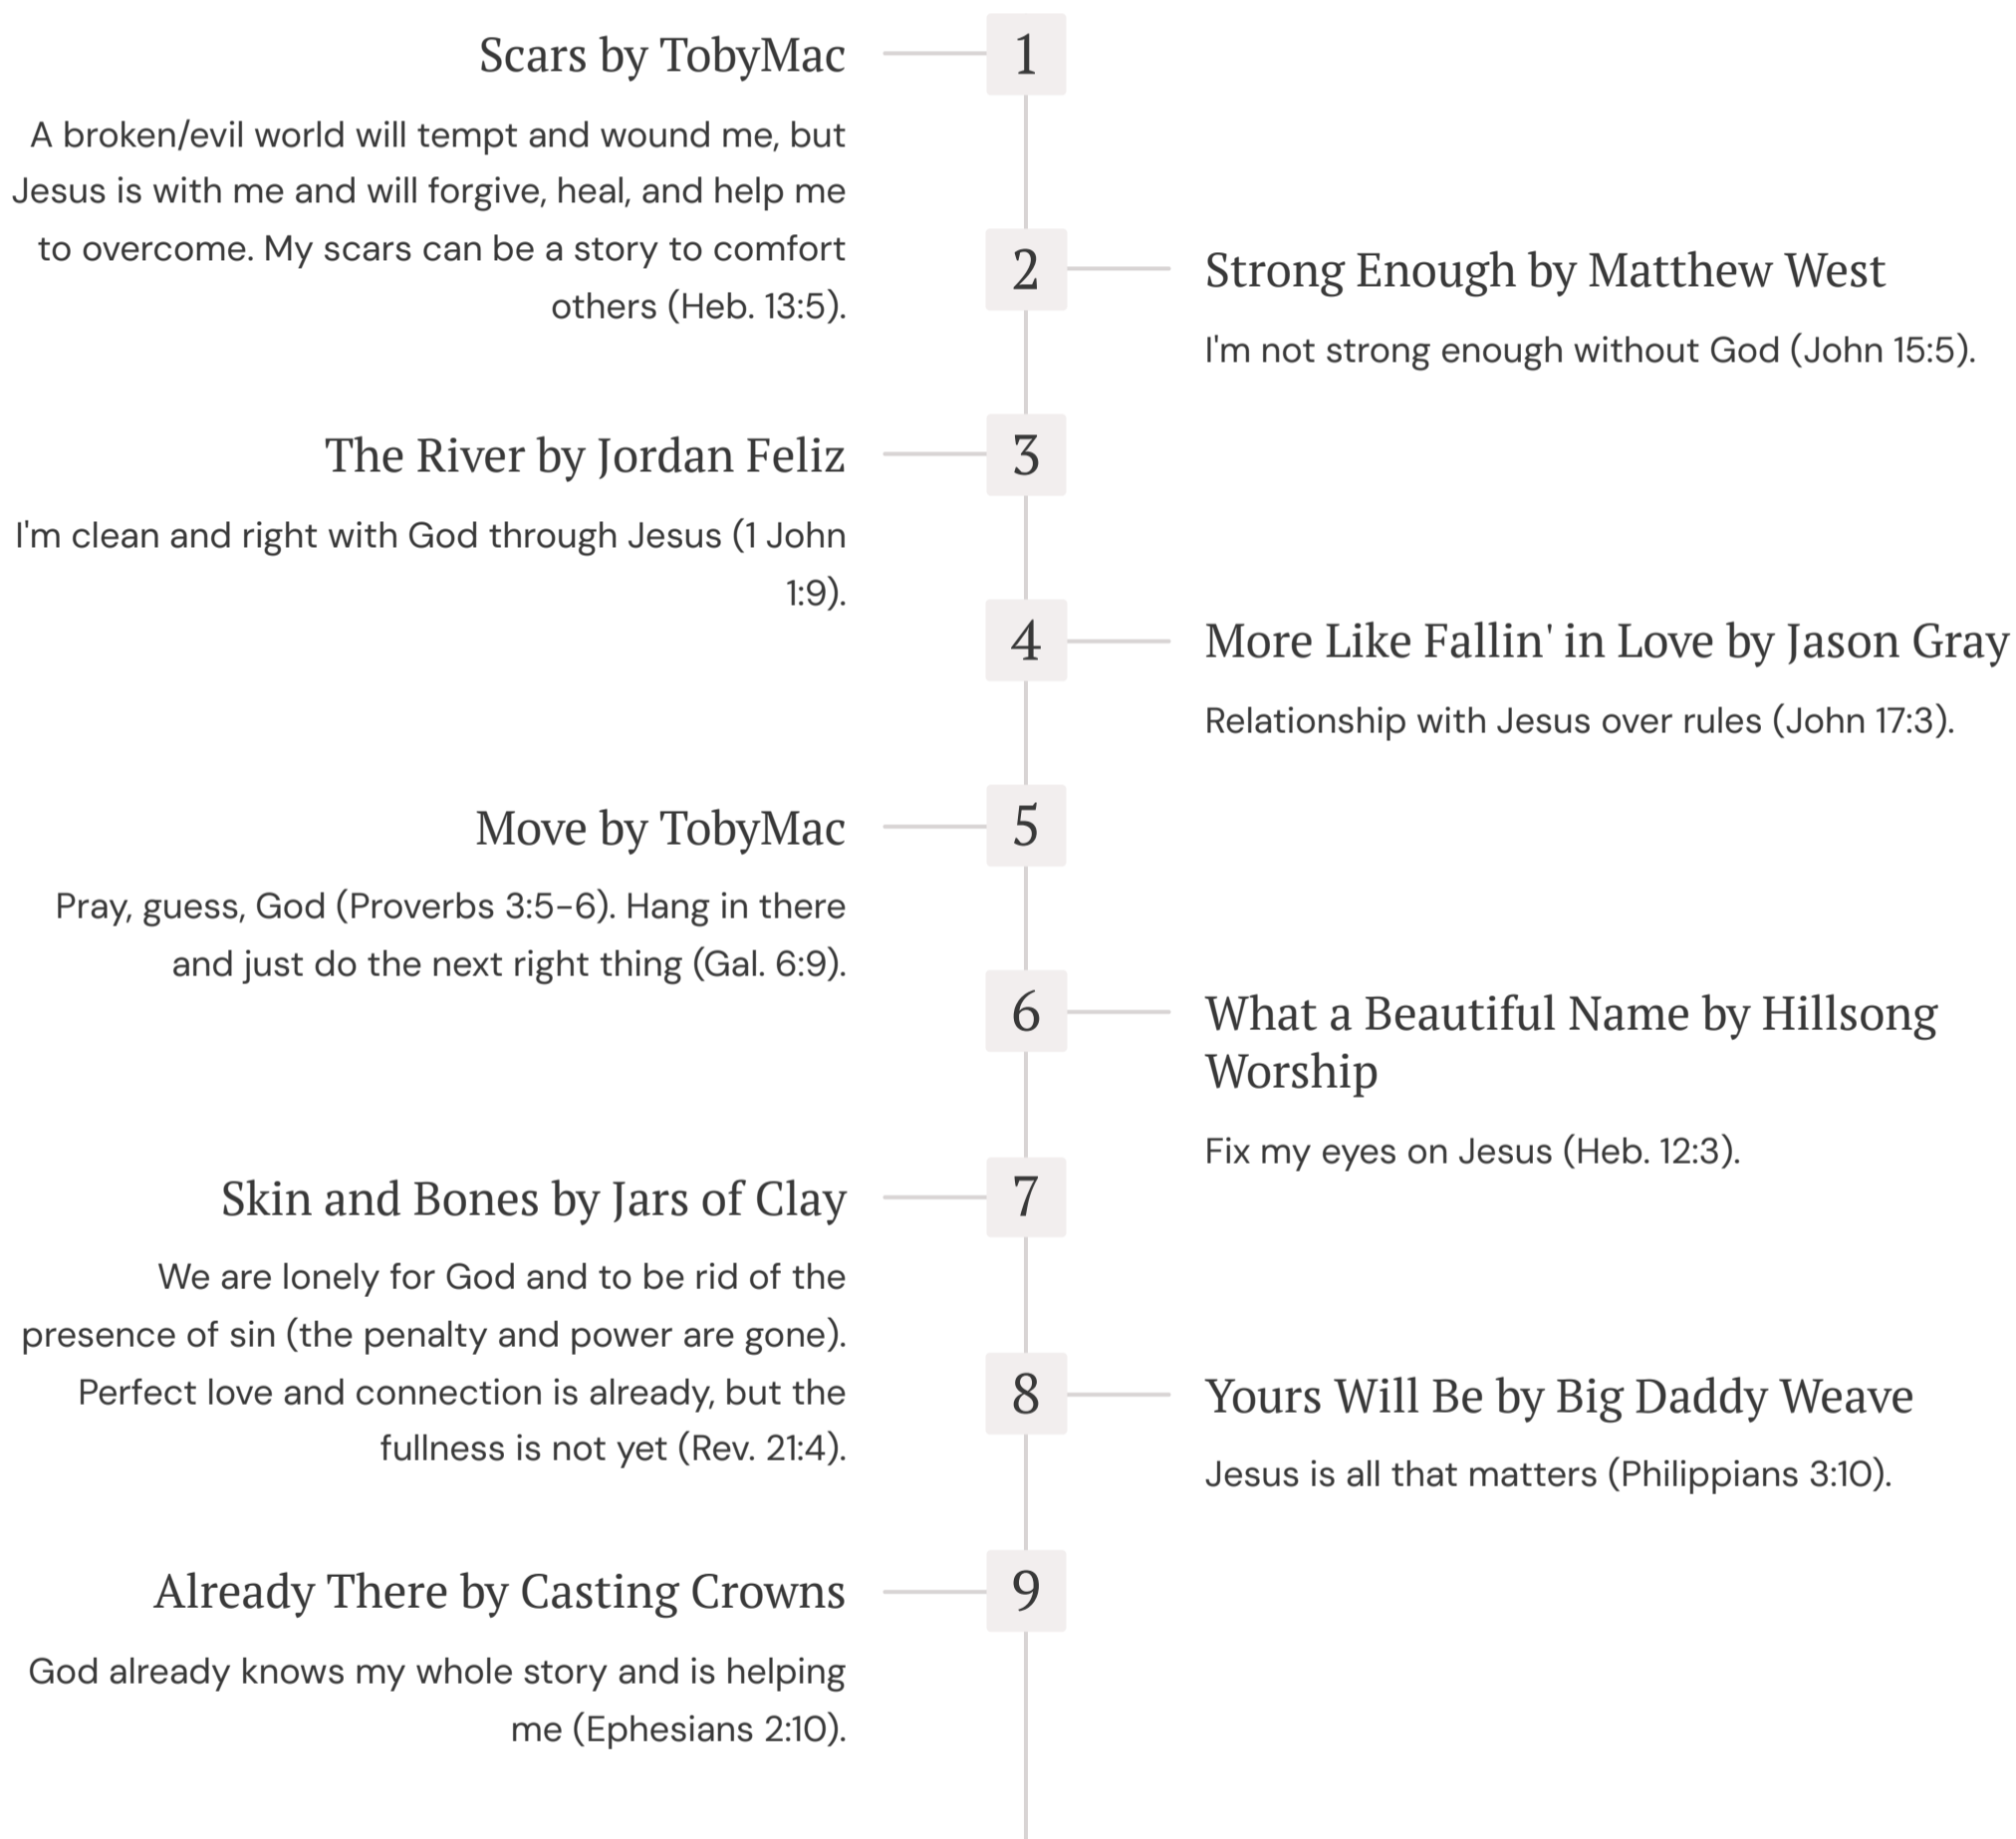 Scars by TobyMac
1
A broken/evil world will tempt and wound me, but
Jesus is with me and will forgive, heal, and help me
to overcome. My scars can be a story to comfort
others (Heb. 13:5).
2
Strong Enough by Matthew West
I'm not strong enough without God (John 15:5).
The River by Jordan Feliz
3
I'm clean and right with God through Jesus (1 John
1:9).
4
More Like Fallin' in Love by Jason Gray
Relationship with Jesus over rules (John 17:3).
Move by TobyMac
5
Pray, guess, God (Proverbs 3:5-6). Hang in there
and just do the next right thing (Gal. 6:9).
6
What a Beautiful Name by Hillsong
Worship
Fix my eyes on Jesus (Heb. 12:3).
Skin and Bones by Jars of Clay
7
We are lonely for God and to be rid of the
presence of sin (the penalty and power are gone).
Perfect love and connection is already, but the
fullness is not yet (Rev. 21:4).
8
Yours Will Be by Big Daddy Weave
Jesus is all that matters (Philippians 3:10).
Already There by Casting Crowns
9
God already knows my whole story and is helping
me (Ephesians 2:10).